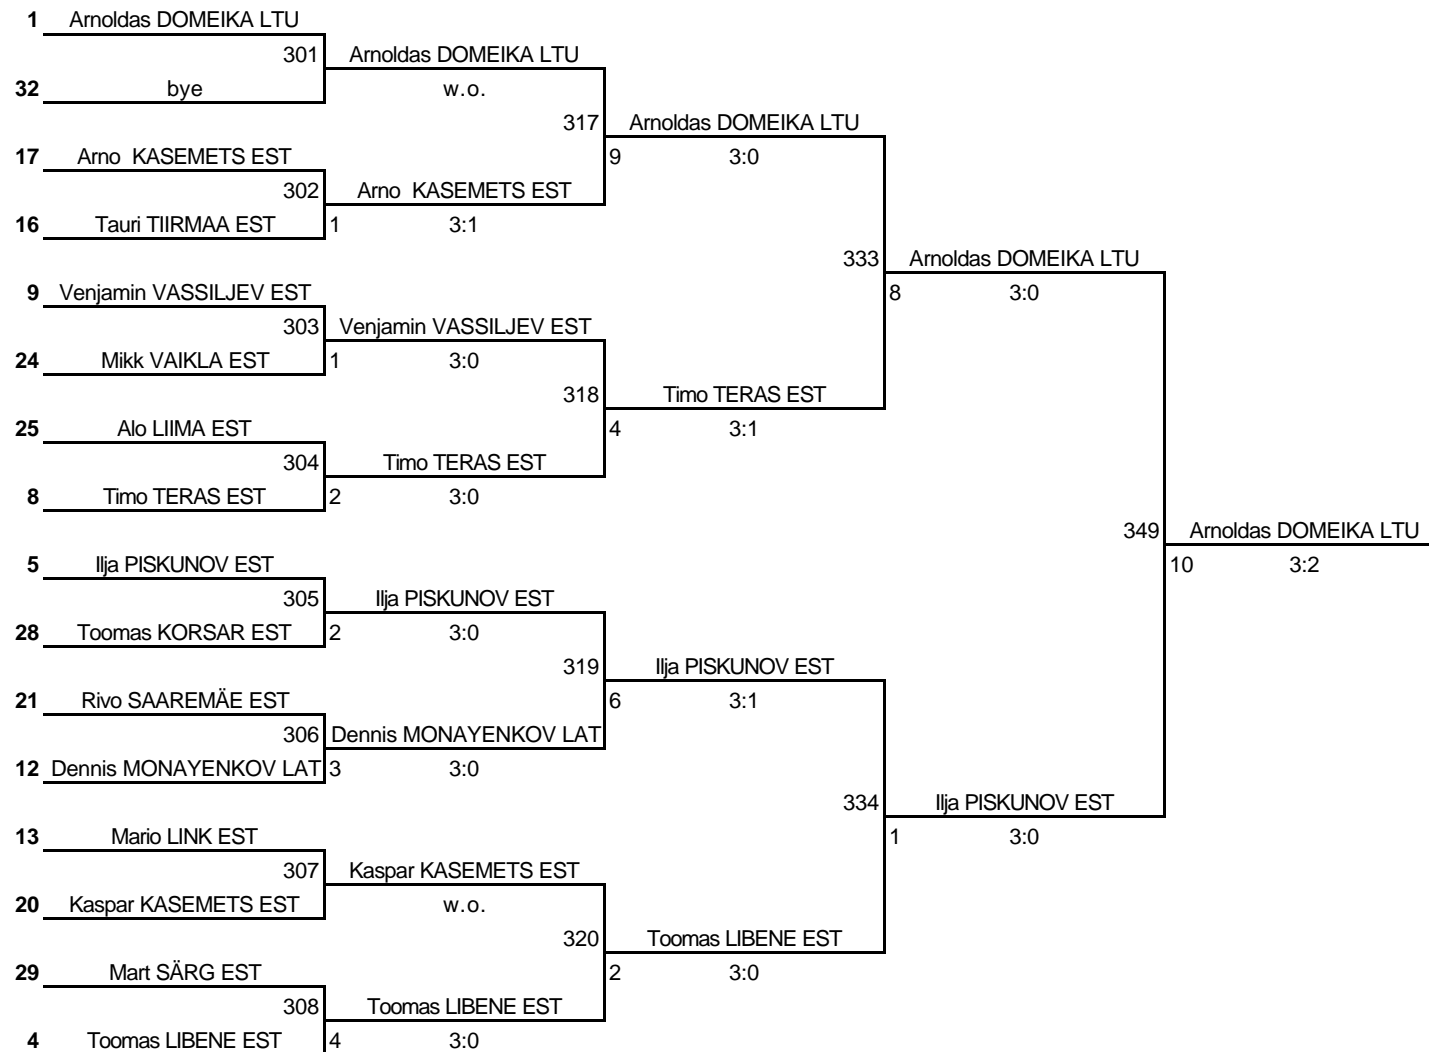 1 Arnoldas DOMEIKA LTU
301 Arnoldas DOMEIKA LTU
32 bye w.o.
317 Arnoldas DOMEIKA LTU
17 Arno KASEMETS EST 9 3:0
302 Arno KASEMETS EST
16 Tauri TIIRMAA EST 1 3:1
333 Arnoldas DOMEIKA LTU
9 Venjamin VASSILJEV EST 8 3:0
303 Venjamin VASSILJEV EST
24 Mikk VAIKLA EST 1 3:0
318 Timo TERAS EST
25 Alo LIIMA EST 4 3:1
304 Timo TERAS EST
8 Timo TERAS EST 2 3:0
349 Arnoldas DOMEIKA LTU
5 Ilja PISKUNOV EST 10 3:2
305 Ilja PISKUNOV EST
28 Toomas KORSAR EST 2 3:0
319 Ilja PISKUNOV EST
21 Rivo SAAREMÄE EST 6 3:1
306 Dennis MONAYENKOV LAT
12 Dennis MONAYENKOV LAT 3 3:0
334 Ilja PISKUNOV EST
13 Mario LINK EST 1 3:0
307 Kaspar KASEMETS EST
20 Kaspar KASEMETS EST w.o.
320 Toomas LIBENE EST
29 Mart SÄRG EST 2 3:0
308 Toomas LIBENE EST
4 Toomas LIBENE EST 4 3:0